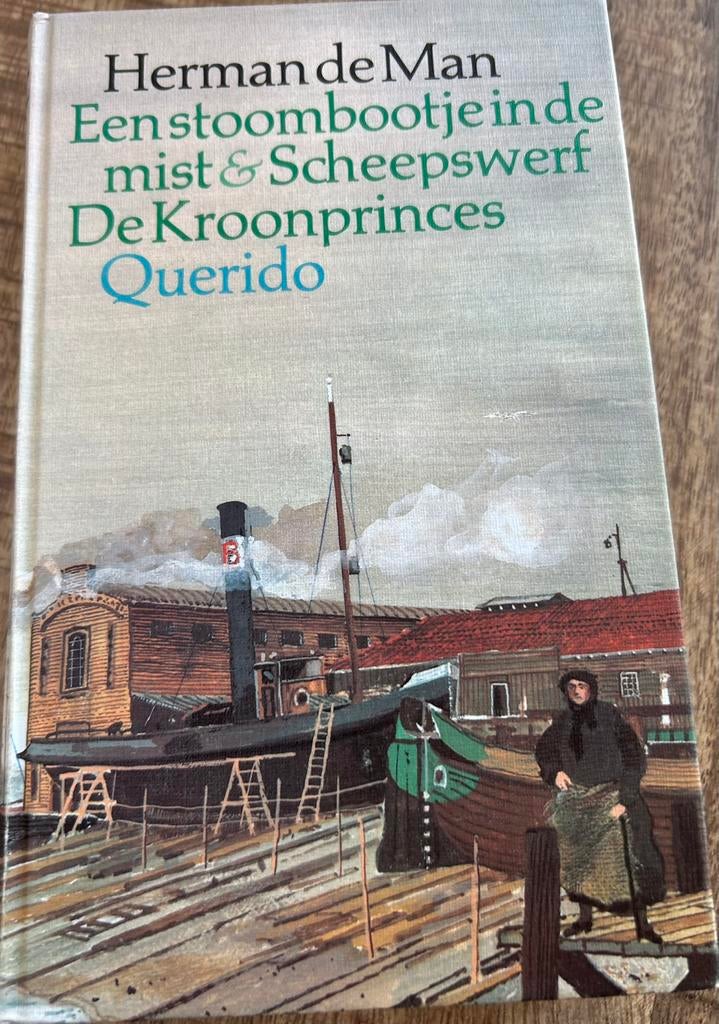 Herman de Man
Een stoombootje in de
mist & Scheepswerf
De Kroonprinces
Querido
B